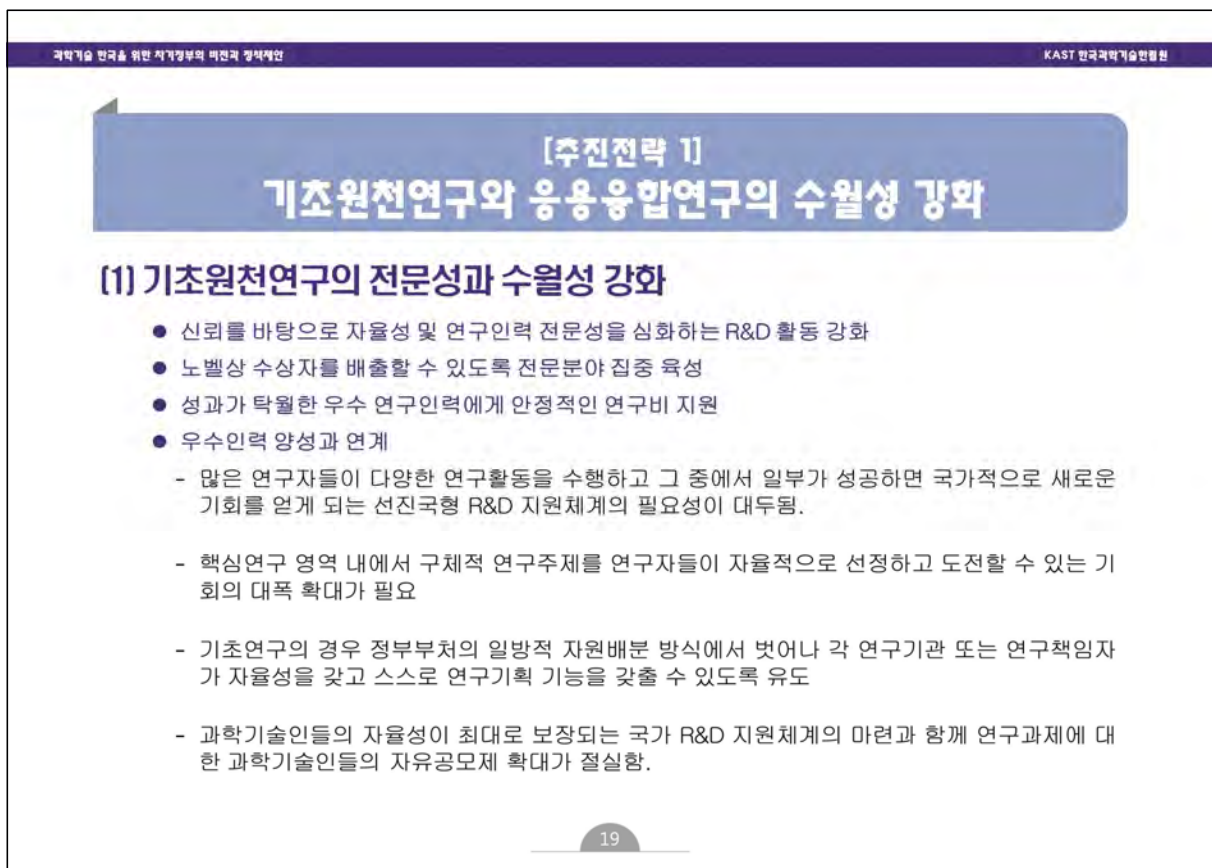 과학기술 한국을 위한 차기정부의 비전과 정책제안
KAST 한국과학기술한림원
[추진전략 1]
기초원천연구와 응용융합연구의 수월성 강화
(1) 기초원천연구의 전문성과 수월성 강화
● 신뢰를 바탕으로 자율성 및 연구인력 전문성을 심화하는 R&D 활동 강화
● 노벨상 수상자를 배출할 수 있도록 전문분야 집중 육성
● 성과가 탁월한 우수 연구인력에게 안정적인 연구비 지원
● 우수인력 양성과 연계
- 많은 연구자들이 다양한 연구활동을 수행하고 그 중에서 일부가 성공하면 국가적으로 새로운
기회를 얻게 되는 선진국형 R&D 지원체계의 필요성이 대두됨.
- 핵심연구 영역 내에서 구체적 연구주제를 연구자들이 자율적으로 선정하고 도전할 수 있는 기
회의 대폭 확대가 필요
- 기초연구의 경우 정부부처의 일방적 자원배분 방식에서 벗어나 각 연구기관 또는 연구책임자
가 자율성을 갖고 스스로 연구기획 기능을 갖출 수 있도록 유도
- 과학기술인들의 자율성이 최대로 보장되는 국가 R&D 지원체계의 마련과 함께 연구과제에 대
한 과학기술인들의 자유공모제 확대가 절실함.
19